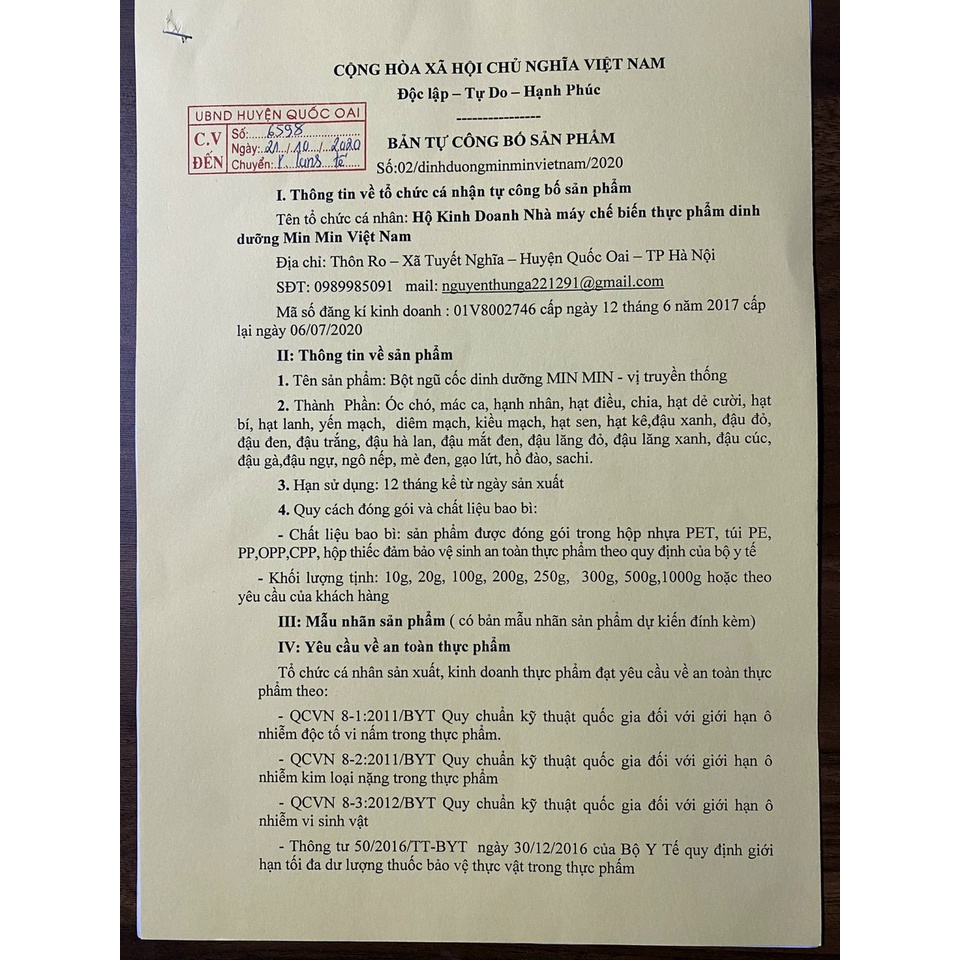 CỘNG HÒA XÃ HỘI CHỦ NGHĨA VIỆT NAM
Độc lập – Tự Do – Hạnh Phúc
----------------
UBND HUYỆN QUỐC OAI
C.V ĐẾN
Số: 6598
Ngày: 21/10/2020
Chuyển: P.
BẢN TỰ CÔNG BỐ SẢN PHẨM
Số:02/dinhduongminminvietnam/2020
I. Thông tin về tổ chức cá nhận tự công bố sản phẩm
Tên tổ chức cá nhân: Hộ Kinh Doanh Nhà máy chế biến thực phẩm dinh
dưỡng Min Min Việt Nam
Địa chỉ: Thôn Ro – Xã Tuyết Nghĩa – Huyện Quốc Oai – TP Hà Nội
SĐT: 0989985091 mail: nguyenthunga221291@gmail.com
Mã số đăng kí kinh doanh : 01V8002746 cấp ngày 12 tháng 6 năm 2017 cấp
lại ngày 06/07/2020
II: Thông tin về sản phẩm
1. Tên sản phẩm: Bột ngũ cốc dinh dưỡng MIN MIN - vị truyền thống
2. Thành Phần: Óc chó, mác ca, hạnh nhân, hạt điều, chia, hạt dẻ cười, hạt
bí, hạt lanh, yến mạch, diêm mạch, kiều mạch, hạt sen, hạt kê,đậu xanh, đậu đỏ,
đậu đen, đậu trắng, đậu hà lan, đậu mắt đen, đậu lăng đỏ, đậu lăng xanh, đậu cúc,
đậu gà,đậu ngự, ngô nếp, mè đen, gạo lứt, hồ đào, sachi.
3. Hạn sử dụng: 12 tháng kể từ ngày sản xuất
4. Quy cách đóng gói và chất liệu bao bì:
- Chất liệu bao bì: sản phẩm được đóng gói trong hộp nhựa PET, túi PE,
PP,OPP,CPP, hộp thiếc đảm bảo vệ sinh an toàn thực phẩm theo quy định của bộ y tế
- Khối lượng tịnh: 10g, 20g, 100g, 200g, 250g, 300g, 500g,1000g hoặc theo
yêu cầu của khách hàng
III: Mẫu nhãn sản phẩm ( có bản mẫu nhãn sản phẩm dự kiến đính kèm)
IV: Yêu cầu về an toàn thực phẩm
Tổ chức cá nhân sản xuất, kinh doanh thực phẩm đạt yêu cầu về an toàn thực
phẩm theo:
- QCVN 8-1:2011/BYT Quy chuẩn kỹ thuật quốc gia đối với giới hạn ô
nhiễm độc tố vi nấm trong thực phẩm.
- QCVN 8-2:2011/BYT Quy chuẩn kỹ thuật quốc gia đối với giới hạn ô
nhiễm kim loại nặng trong thực phẩm
- QCVN 8-3:2012/BYT Quy chuẩn kỹ thuật quốc gia đối với giới hạn ô
nhiễm vi sinh vật
- Thông tư 50/2016/TT-BYT ngày 30/12/2016 của Bộ Y Tế quy định giới
hạn tối đa dư lượng thuốc bảo vệ thực vật trong thực phẩm